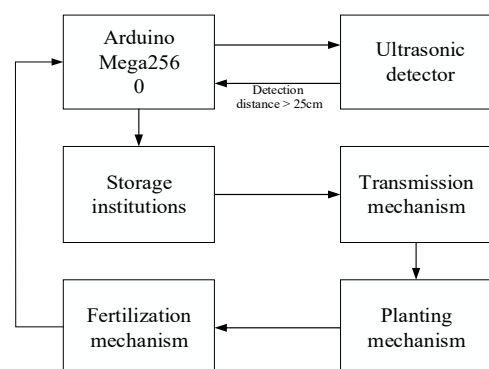 Arduino
Mega256
0
Ultrasonic
detector
Detection
distance > 25cm
Storage
institutions
Transmission
mechanism
Fertilization
mechanism
Planting
mechanism